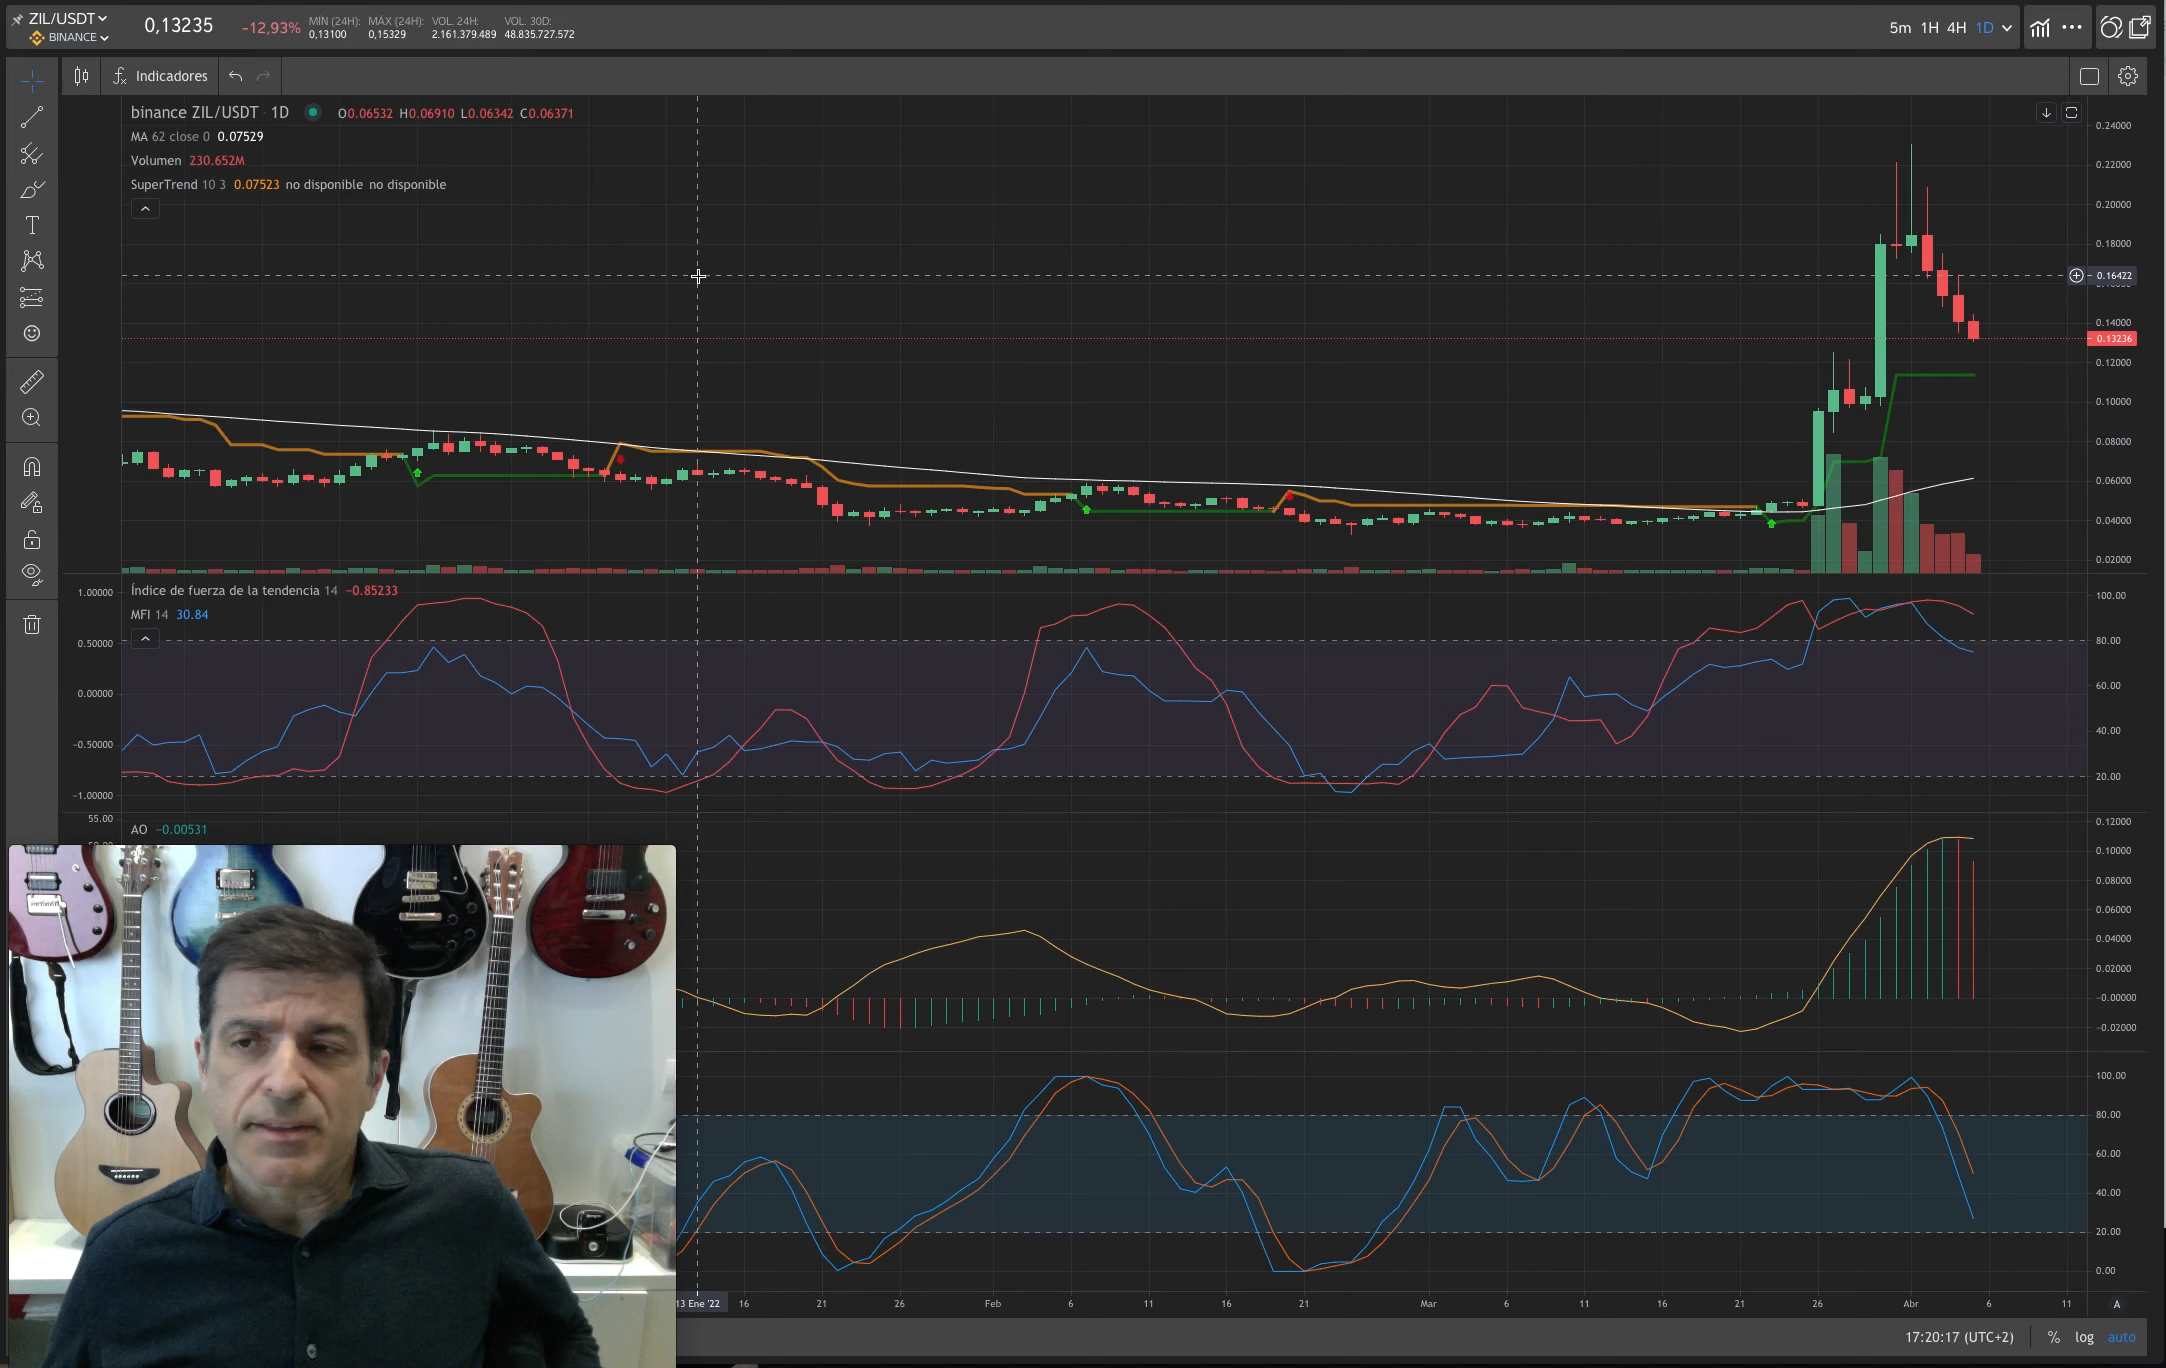 ZIL/USDT
BINANCE
0,13235
-12,93%
MÍN (24H):
0,13100
MÁX (24H):
0,15329
VOL. 24H:
2.161.379.489
VOL. 30D:
48.835.727.572
5m 1H 4H 1D
Indicadores
binance ZIL/USDT · 1D O0.06532 H0.06910 L0.06342 C0.06371
MA 62 close 0 0.07529
Volumen 230.652M
SuperTrend 10 3 0.07523 no disponible no disponible
0.24000
0.22000
0.20000
0.18000
0.16422
0.14000
0.13236
0.12000
0.10000
0.08000
0.06000
0.04000
0.02000
Índice de fuerza de la tendencia 14 −0.85233
MFI 14 30.84
1.00000
0.50000
0.00000
−0.50000
−1.00000
100.00
80.00
60.00
40.00
20.00
55.00
AO −0.00531
0.12000
0.10000
0.08000
0.06000
0.04000
0.02000
−0.00000
−0.02000
100.00
80.00
60.00
40.00
20.00
0.00
13 Ene '22 16 21 26 Feb 6 11 16 21 Mar 6 11 16 21 26 Abr 6 11 A
17:20:17 (UTC+2) % log auto